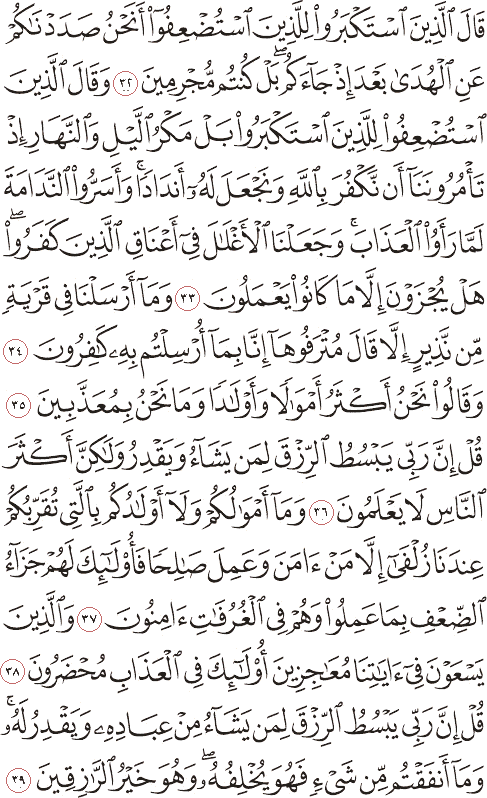 قَالَ ٱلَّذِينَ ٱسْتَكْبَرُوا۟ لِلَّذِينَ ٱسْتُضْعِفُوٓا۟ أَنَحْنُ صَدَدْنَٰكُمْ
عَنِ ٱلْهُدَىٰ بَعْدَ إِذْ جَآءَكُم ۖ بَلْ كُنتُم مُّجْرِمِينَ ٣٢ وَقَالَ ٱلَّذِينَ
ٱسْتُضْعِفُوا۟ لِلَّذِينَ ٱسْتَكْبَرُوا۟ بَلْ مَكْرُ ٱلَّيْلِ وَٱلنَّهَارِ إِذْ
تَأْمُرُونَنَآ أَن نَّكْفُرَ بِٱللَّهِ وَنَجْعَلَ لَهُۥٓ أَندَادًا ۚ وَأَسَرُّوا۟ ٱلنَّدَامَةَ
لَمَّا رَأَوُا۟ ٱلْعَذَابَ ۚ وَجَعَلْنَا ٱلْأَغْلَٰلَ فِىٓ أَعْنَاقِ ٱلَّذِينَ كَفَرُوا۟ ۖ
هَلْ يُجْزَوْنَ إِلَّا مَا كَانُوا۟ يَعْمَلُونَ ٣٣ وَمَآ أَرْسَلْنَا فِى قَرْيَةٍ
مِّن نَّذِيرٍ إِلَّا قَالَ مُتْرَفُوهَآ إِنَّا بِمَآ أُرْسِلْتُم بِهِۦ كَٰفِرُونَ ٣٤
وَقَالُوا۟ نَحْنُ أَكْثَرُ أَمْوَٰلًا وَأَوْلَٰدًا وَمَا نَحْنُ بِمُعَذَّبِينَ ٣٥
قُلْ إِنَّ رَبِّى يَبْسُطُ ٱلرِّزْقَ لِمَن يَشَآءُ وَيَقْدِرُ وَلَٰكِنَّ أَكْثَرَ
ٱلنَّاسِ لَا يَعْلَمُونَ ٣٦ وَمَآ أَمْوَٰلُكُمْ وَلَآ أَوْلَٰدُكُم بِٱلَّتِى تُقَرِّبُكُمْ
عِندَنَا زُلْفَىٰٓ إِلَّا مَنْ ءَامَنَ وَعَمِلَ صَٰلِحًا فَأُو۟لَٰٓئِكَ لَهُمْ جَزَآءُ
ٱلضِّعْفِ بِمَا عَمِلُوا۟ وَهُمْ فِى ٱلْغُرُفَٰتِ ءَامِنُونَ ٣٧ وَٱلَّذِينَ
يَسْعَوْنَ فِىٓ ءَايَٰتِنَا مُعَٰجِزِينَ أُو۟لَٰٓئِكَ فِى ٱلْعَذَابِ مُحْضَرُونَ ٣٨
قُلْ إِنَّ رَبِّى يَبْسُطُ ٱلرِّزْقَ لِمَن يَشَآءُ مِنْ عِبَادِهِۦ وَيَقْدِرُ لَهُۥ ۚ
وَمَآ أَنفَقْتُم مِّن شَىْءٍ فَهُوَ يُخْلِفُهُۥ ۖ وَهُوَ خَيْرُ ٱلرَّٰزِقِينَ ٣٩